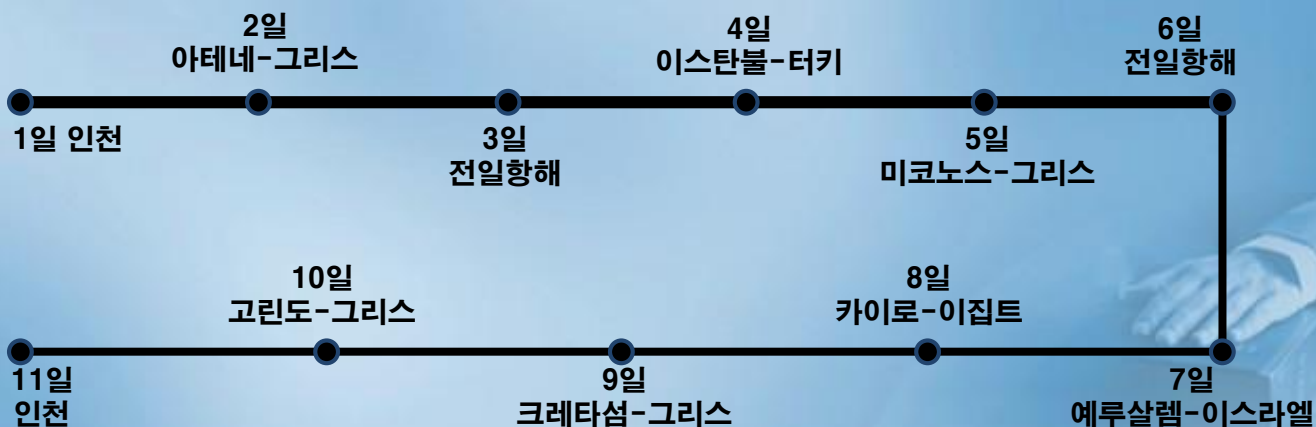 1일 인천
2일
아테네-그리스
3일
전일항해
4일
이스탄불-터키
5일
미코노스-그리스
6일
전일항해
7일
예루살렘-이스라엘
8일
카이로-이집트
9일
크레타섬-그리스
10일
고린도-그리스
11일
인천